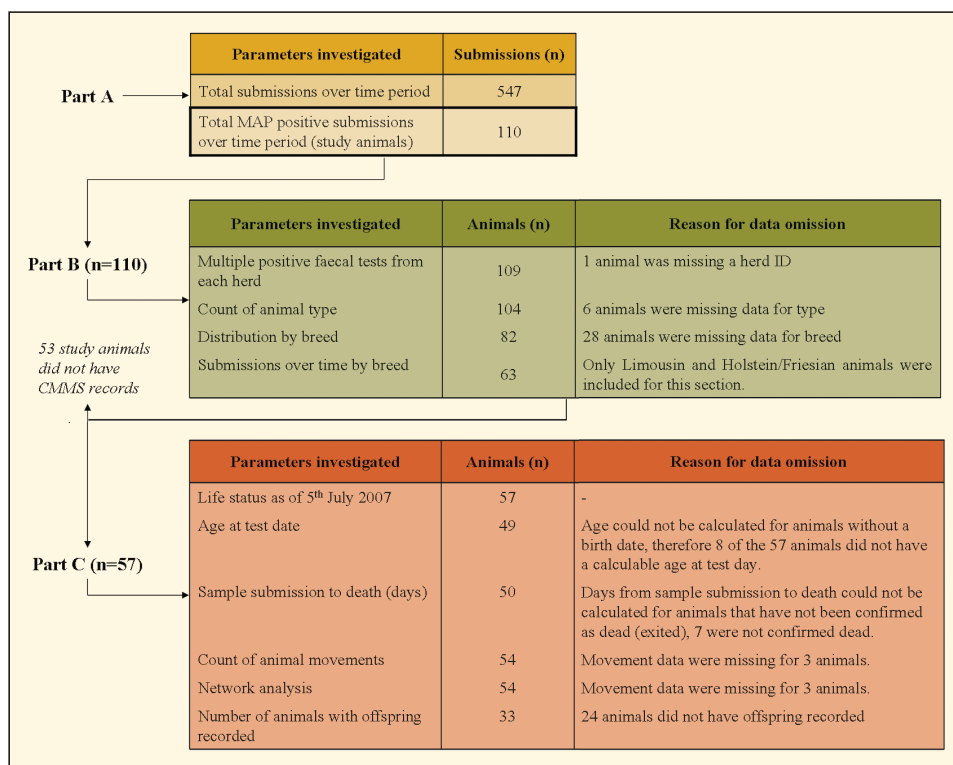 Parameters investigated Submissions (n)
Part A
Total submissions over time period 547
Total MAP positive submissions
over time period (study animals) 110
Part B (n=110)
Parameters investigated Animals (n) Reason for data omission
Multiple positive faecal tests from
each herd 109 1 animal was missing a herd ID
Count of animal type 104 6 animals were missing data for type
Distribution by breed 82 28 animals were missing data for breed
Submissions over time by breed 63 Only Limousin and Holstein/Friesian animals were
included for this section.
53 study animals
did not have
CMMS records
Part C (n=57)
Parameters investigated Animals (n) Reason for data omission
Life status as of 5th July 2007 57 -
Age at test date 49 Age could not be calculated for animals without a
birth date, therefore 8 of the 57 animals did not have
a calculable age at test day.
Sample submission to death (days) 50 Days from sample submission to death could not be
calculated for animals that have not been confirmed
as dead (exited), 7 were not confirmed dead.
Count of animal movements 54 Movement data were missing for 3 animals.
Network analysis 54 Movement data were missing for 3 animals.
Number of animals with offspring
recorded 33 24 animals did not have offspring recorded